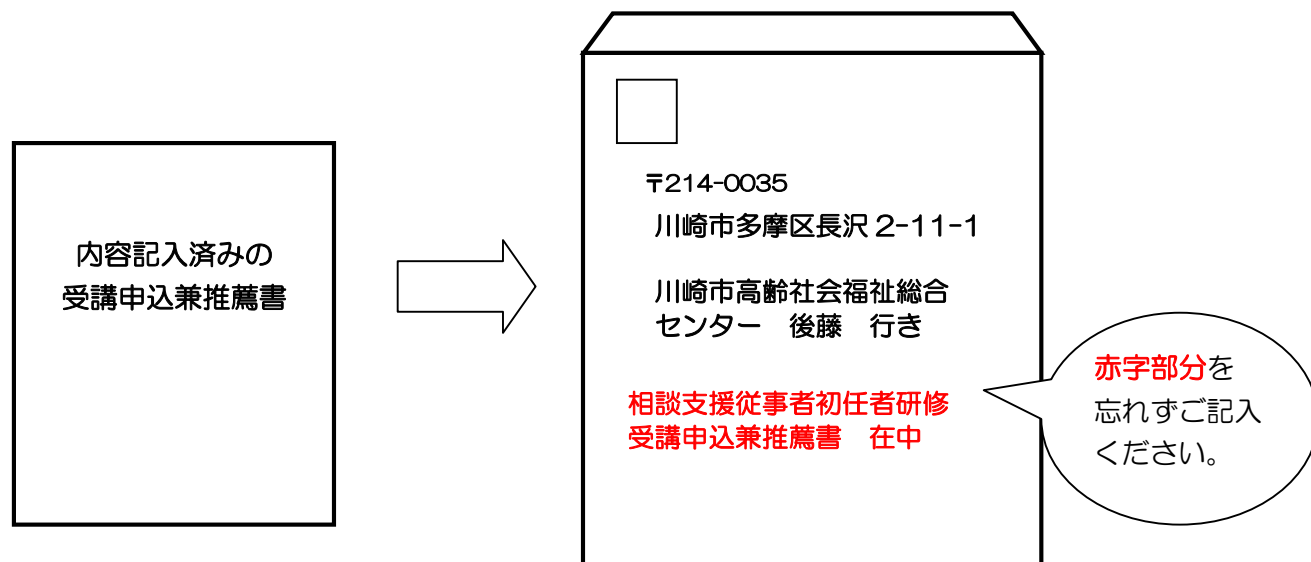 内容記入済みの
受講申込兼推薦書
〒214-0035
川崎市多摩区長沢 2-11-1
川崎市高齢社会福祉総合
センター　後藤　行き
相談支援従事者初任者研修
受講申込兼推薦書　在中
赤字部分を
忘れずご記入
ください。